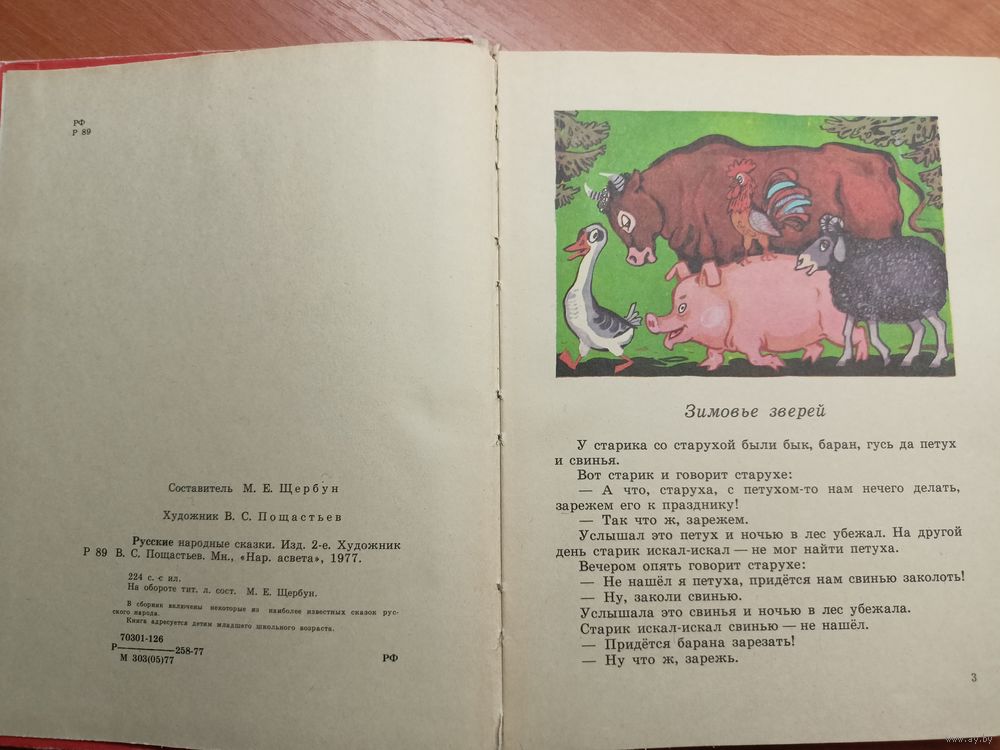 РФ
Р 89
Составитель М. Е. Щербун
Художник В. С. Пощастьев
Русские народные сказки. Изд. 2-е. Художник
Р 89 В. С. Пощастьев. Мн., «Нар. асвета», 1977.
224 с. с ил.
На обороте тит. л. сост. М. Е. Щербун.
В сборник включены некоторые из наиболее известных сказок рус-
ского народа.
Книга адресуется детям младшего школьного возраста.
70301-126
Р———258-77
М 303(05)77
РФ
Зимовье зверей
У старика со старухой были бык, баран, гусь да петух
и свинья.
Вот старик и говорит старухе:
— А что, старуха, с петухом-то нам нечего делать,
зарежем его к празднику!
— Так что ж, зарежем.
Услышал это петух и ночью в лес убежал. На другой
день старик искал-искал — не мог найти петуха.
Вечером опять говорит старухе:
— Не нашёл я петуха, придётся нам свинью заколоть!
— Ну, заколи свинью.
Услышала это свинья и ночью в лес убежала.
Старик искал-искал свинью — не нашёл.
— Придётся барана зарезать!
— Ну что ж, зарежь.
3
www.ay.by